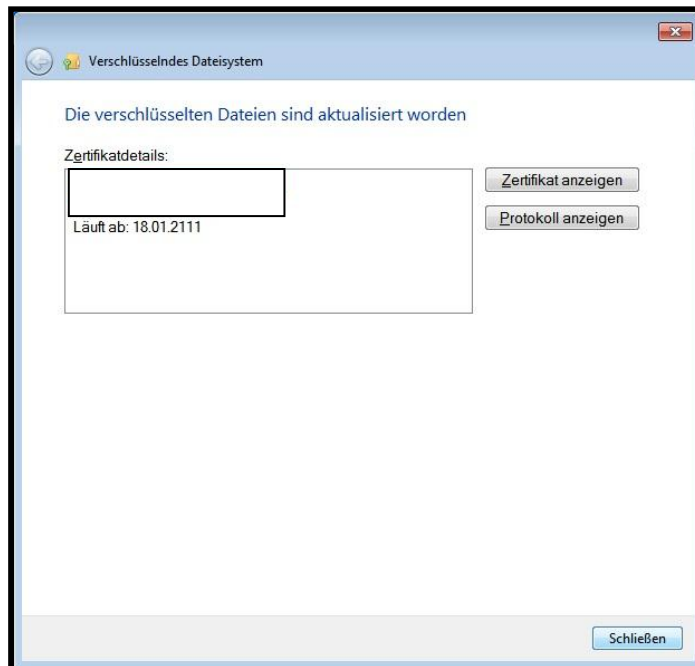 Verschlüsselndes Dateisystem
Die verschlüsselten Dateien sind aktualisiert worden
Zertifikatdetails:
Zertifikat anzeigen
Läuft ab: 18.01.2111
Protokoll anzeigen
Schließen